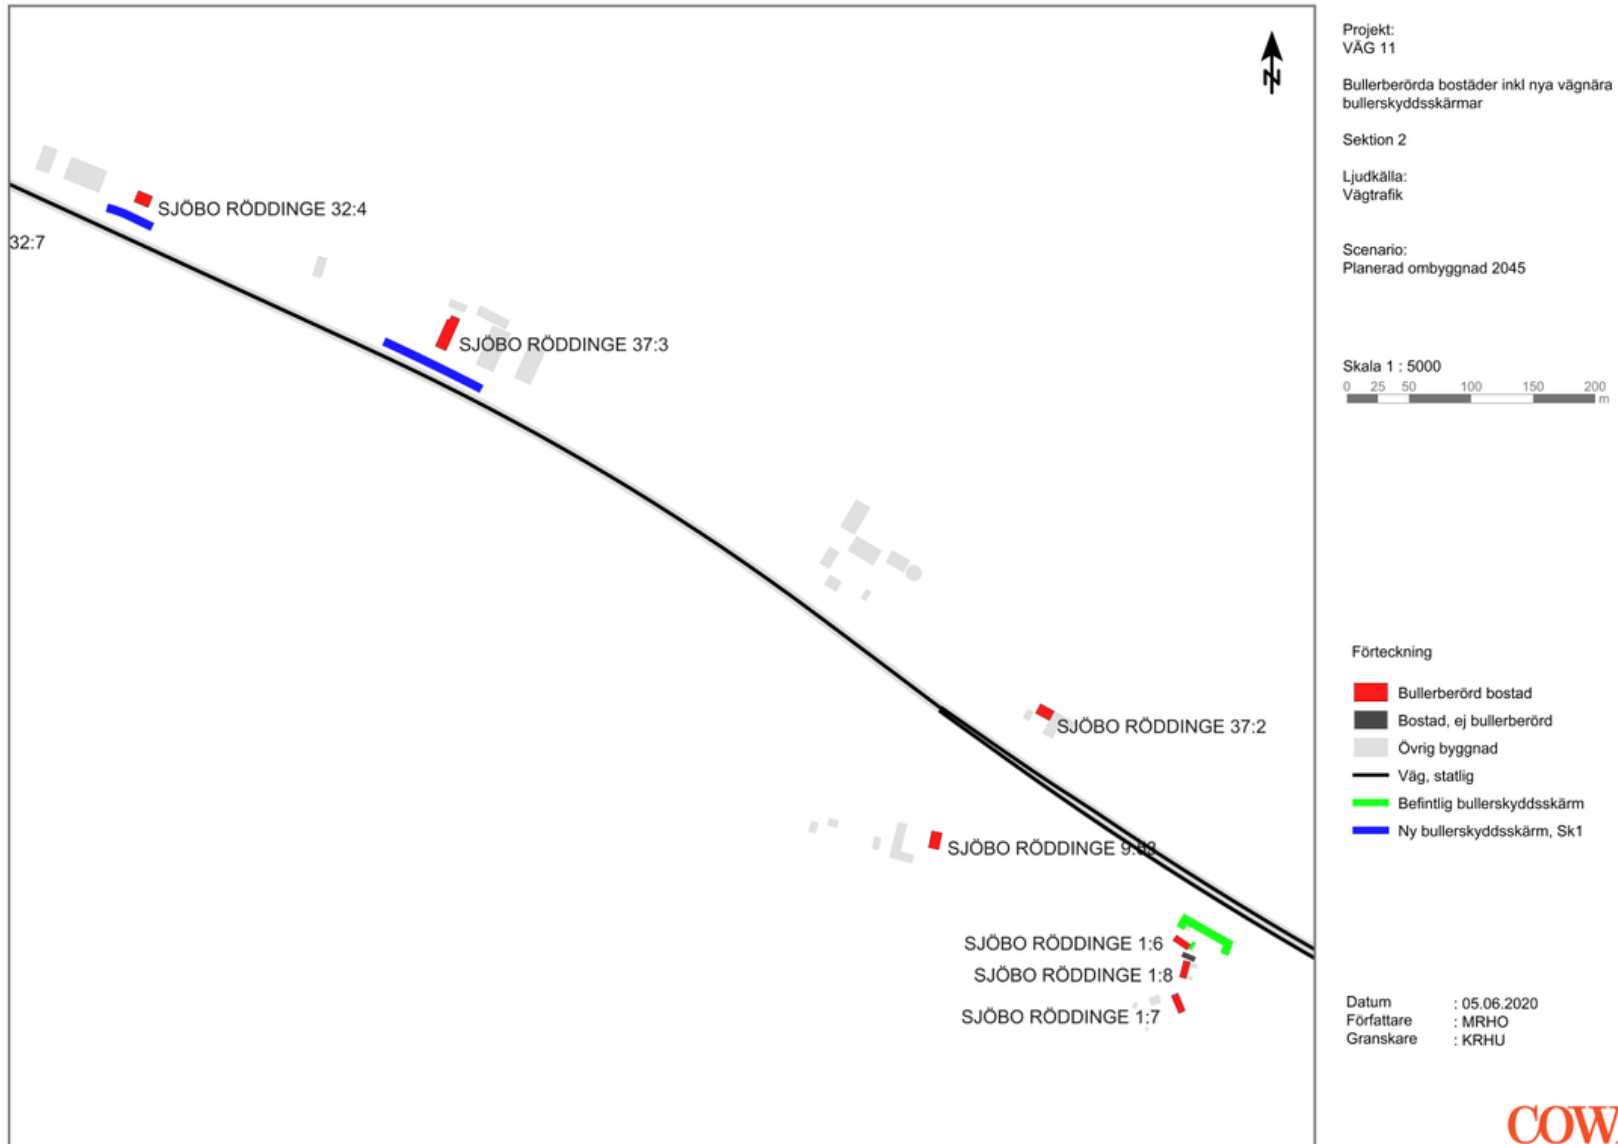 N
SJÖBO RÖDDINGE 32:4
32:7
SJÖBO RÖDDINGE 37:3
SJÖBO RÖDDINGE 37:2
SJÖBO RÖDDINGE
SJÖBO RÖDDINGE 1:6
SJÖBO RÖDDINGE 1:8
SJÖBO RÖDDINGE 1:7
Projekt:
VÄG 11
Bullerberörda bostäder inkl nya vägnära
bullerskyddsskärmar
Sektion 2
Ljudkälla:
Vägtrafik
Scenario:
Planerad ombyggnad 2045
Skala 1 : 5000
0 25 50 100 150 200
m
Förteckning
Bullerberörd bostad
Bostad, ej bullerberörd
Övrig byggnad
Väg, statlig
Befintlig bullerskyddsskärm
Ny bullerskyddsskärm, Sk1
Datum : 05.06.2020
Författare : MRHO
Granskare : KRHU
COW